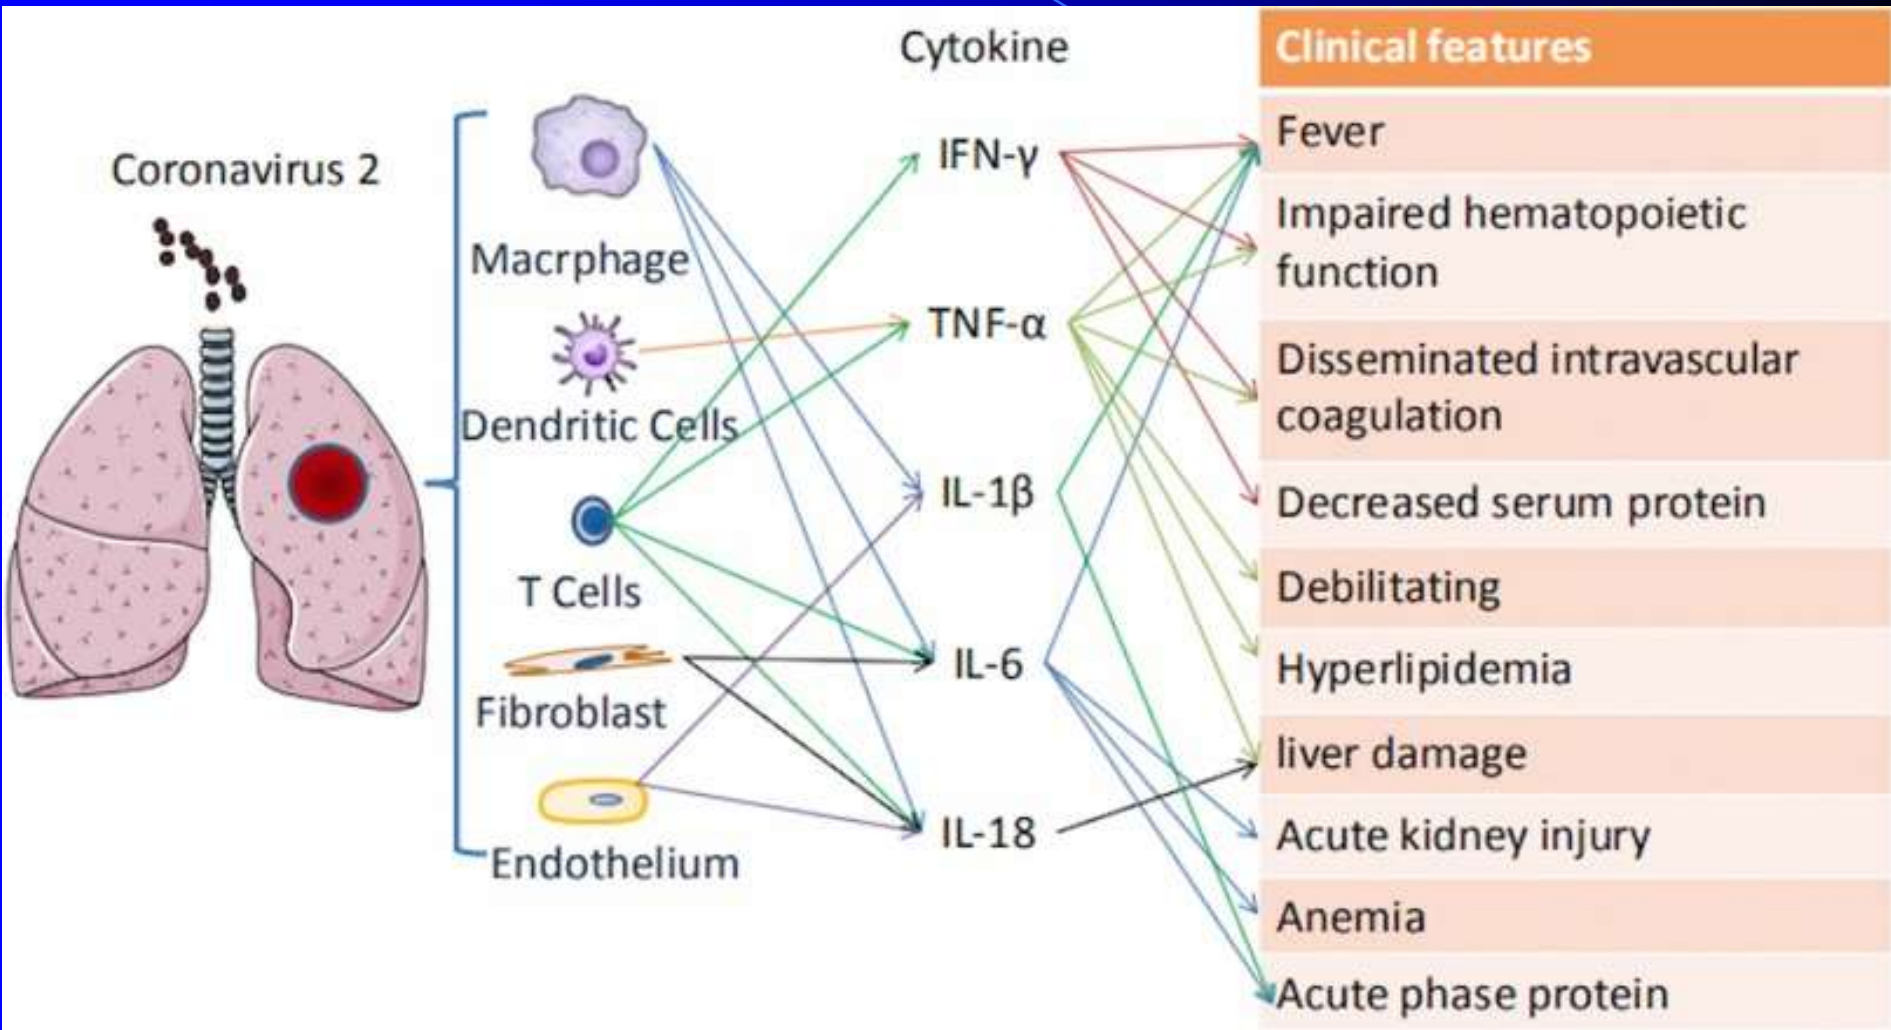 Coronavirus 2
Macrphage
Dendritic Cells
T Cells
Fibroblast
Endothelium
Cytokine
IFN-γ
TNF-α
IL-1β
IL-6
IL-18
Clinical features
Fever
Impaired hematopoietic
function
Disseminated intravascular
coagulation
Decreased serum protein
Debilitating
Hyperlipidemia
liver damage
Acute kidney injury
Anemia
Acute phase protein